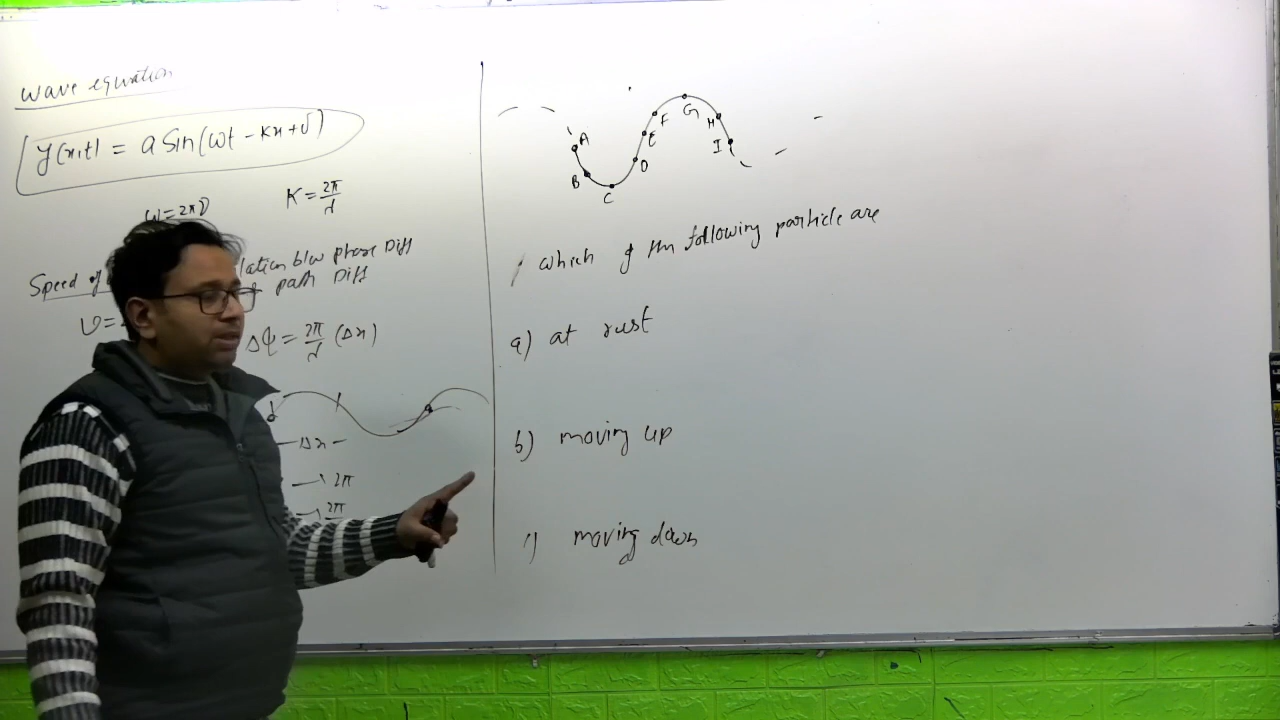 wave equation
y(x,t) = a Sin(ωt - Kx + δ)
ω = 2πν
K = 2π/λ
Speed of
lation b/w phase Diff
path Diff
v =
Δφ = 2π/λ (Δx)
Δx
→ 2π
→ 2π
A
B
C
D
E
F
G
H
I
which of the following particle are
a) at rest
b) moving up
c) moving down